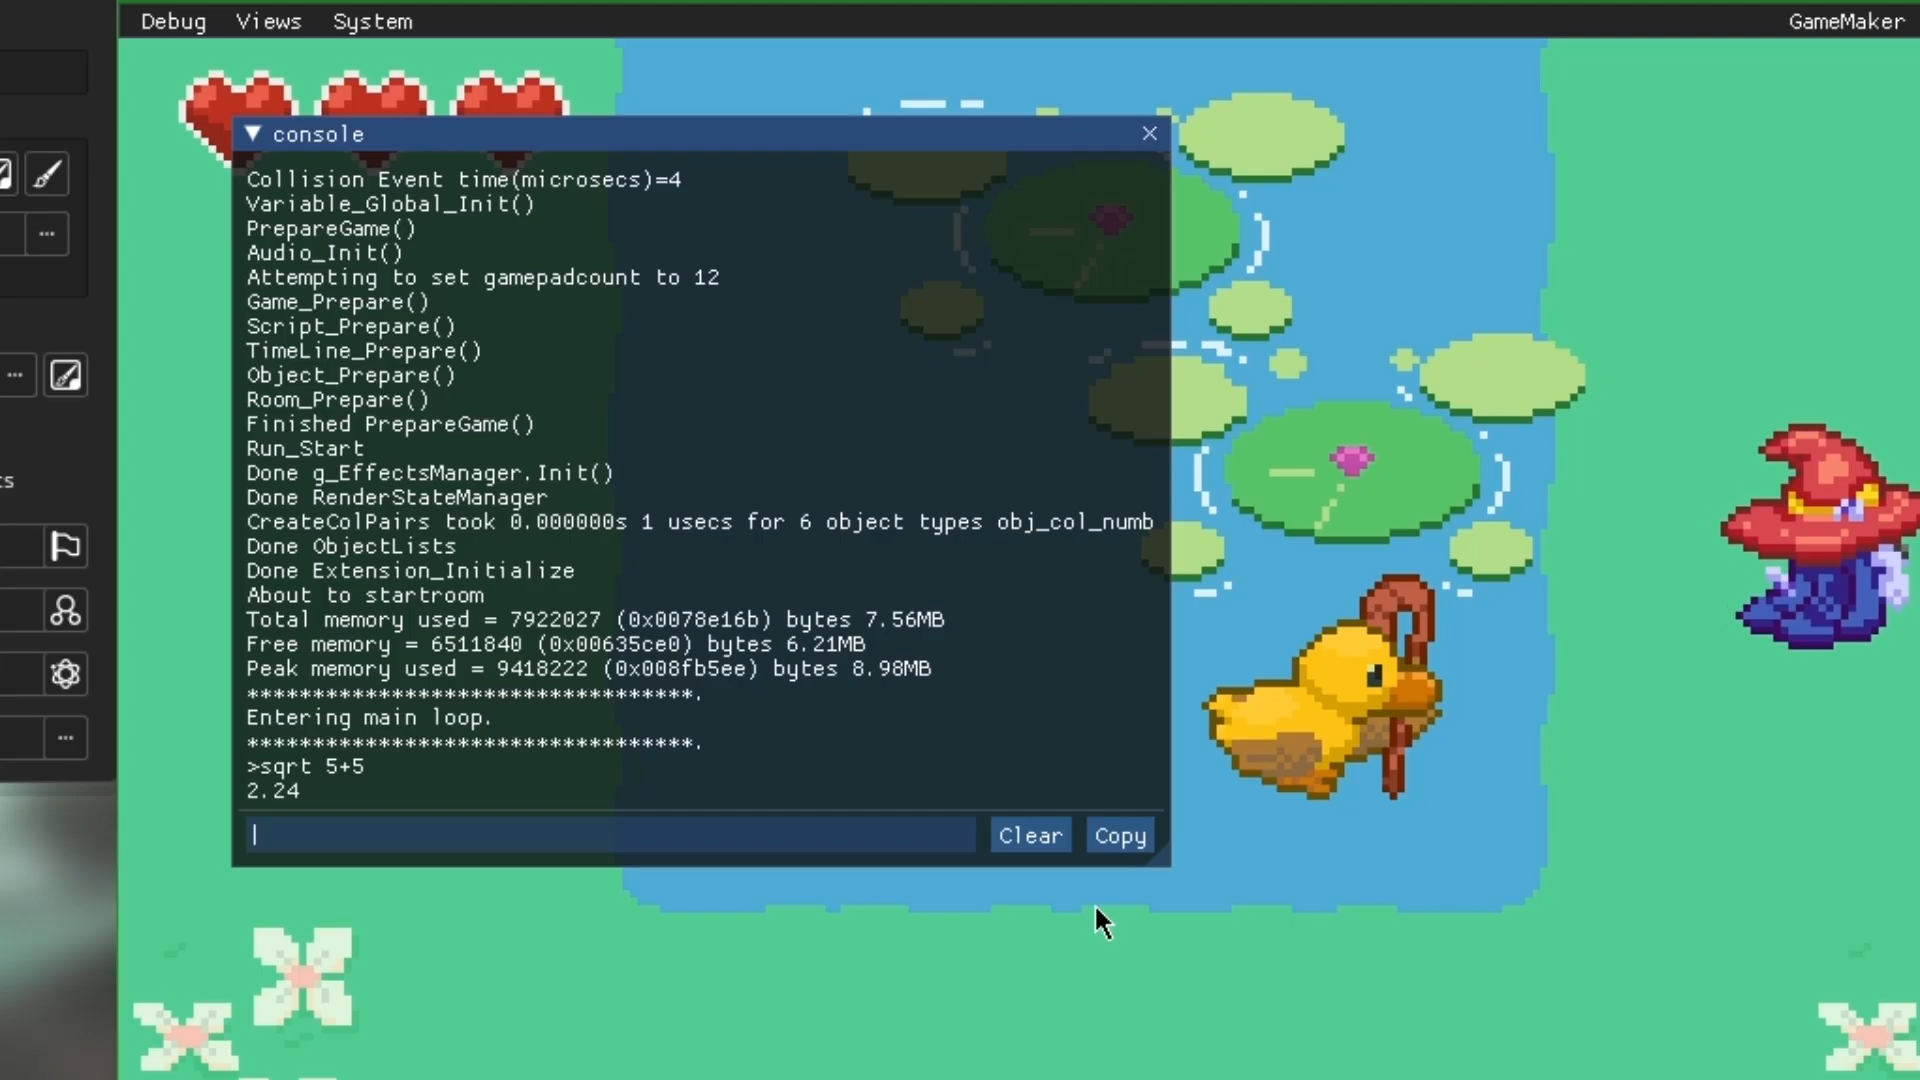 Debug Views System GameMaker
console
Collision Event time(microsecs)=4
Variable_Global_Init()
PrepareGame()
Audio_Init()
Attempting to set gamepadcount to 12
Game_Prepare()
Script_Prepare()
TimeLine_Prepare()
Object_Prepare()
Room_Prepare()
Finished PrepareGame()
Run_Start
Done g_EffectsManager.Init()
Done RenderStateManager
CreateColPairs took 0.000000s 1 usecs for 6 object types obj_col_numb
Done ObjectLists
Done Extension_Initialize
About to startroom
Total memory used = 7922027 (0x0078e16b) bytes 7.56MB
Free memory = 6511840 (0x00635ce0) bytes 6.21MB
Peak memory used = 9418222 (0x008fb5ee) bytes 8.98MB
**********************************.
Entering main loop.
**********************************.
>sqrt 5+5
2.24
Clear Copy